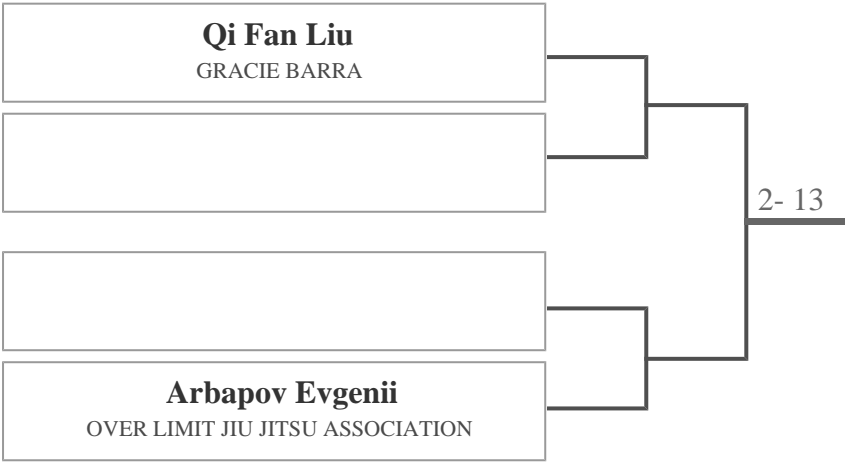 Qi Fan Liu
GRACIE BARRA
2- 13
Arbapov Evgenii
OVER LIMIT JIU JITSU ASSOCIATION